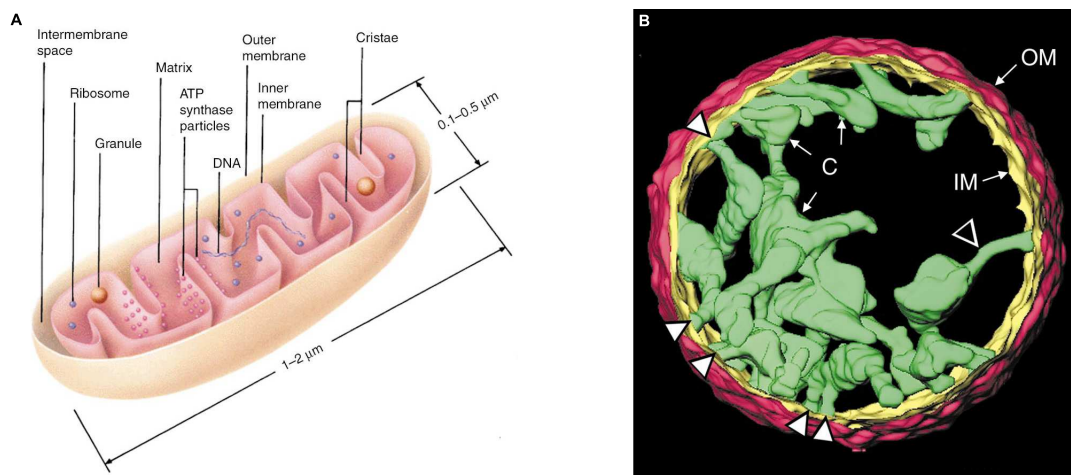 A
Intermembrane
space
Ribosome
Granule
Matrix
ATP
synthase
particles
DNA
Outer
membrane
Inner
membrane
Cristae
0.1–0.5 μm
1–2 μm
B
OM
C
IM